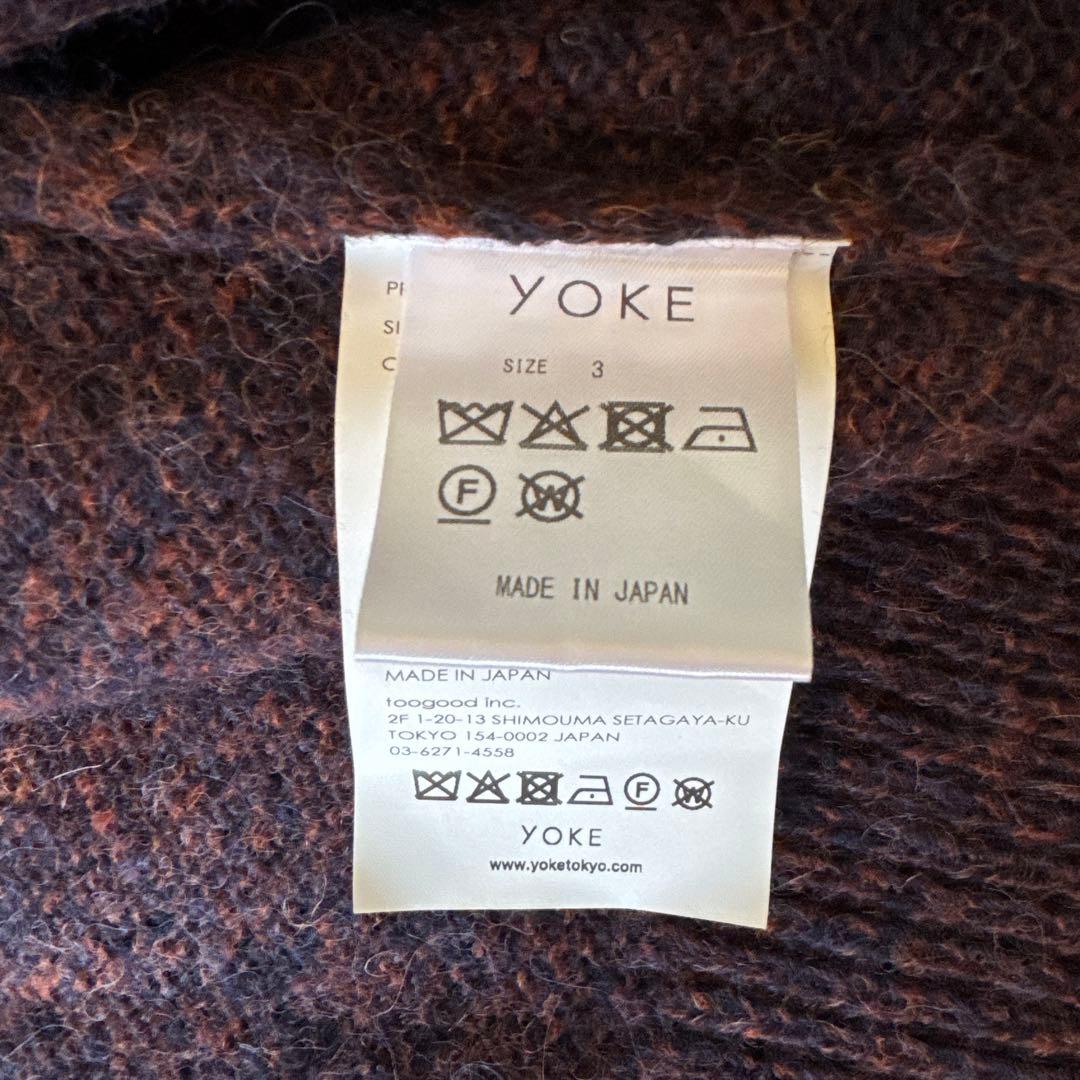 YOKE
SIZE 3
F W
MADE IN JAPAN
MADE IN JAPAN
toogood inc.
2F 1-20-13 SHIMOUMA SETAGAYA-KU
TOKYO 154-0002 JAPAN
03-6271-4558
F W
YOKE
www.yoketokyo.com